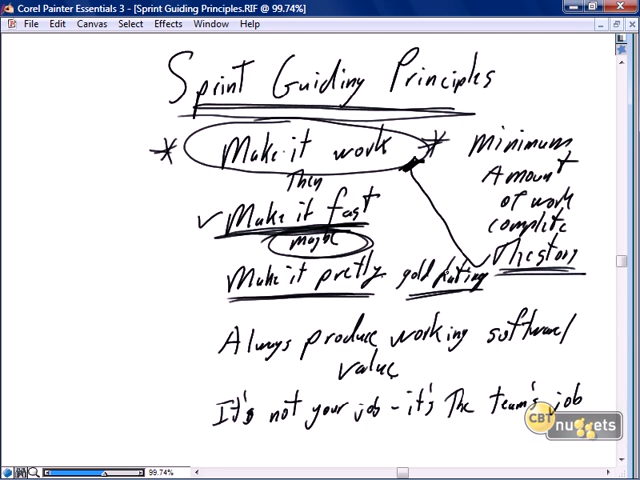 Corel Painter Essentials 3 - [Sprint Guiding Principles.RIF @ 99.74%]
File Edit Canvas Select Effects Window Help
Sprint Guiding Principles
* Make it work *
Then
✓ Make it fast
maybe
Make it pretty gold plating
Minimum
Amount
of work
complete
The story
Always produce working software/
value
It's not your job - it's The team's job
CBT nuggets
99.74%